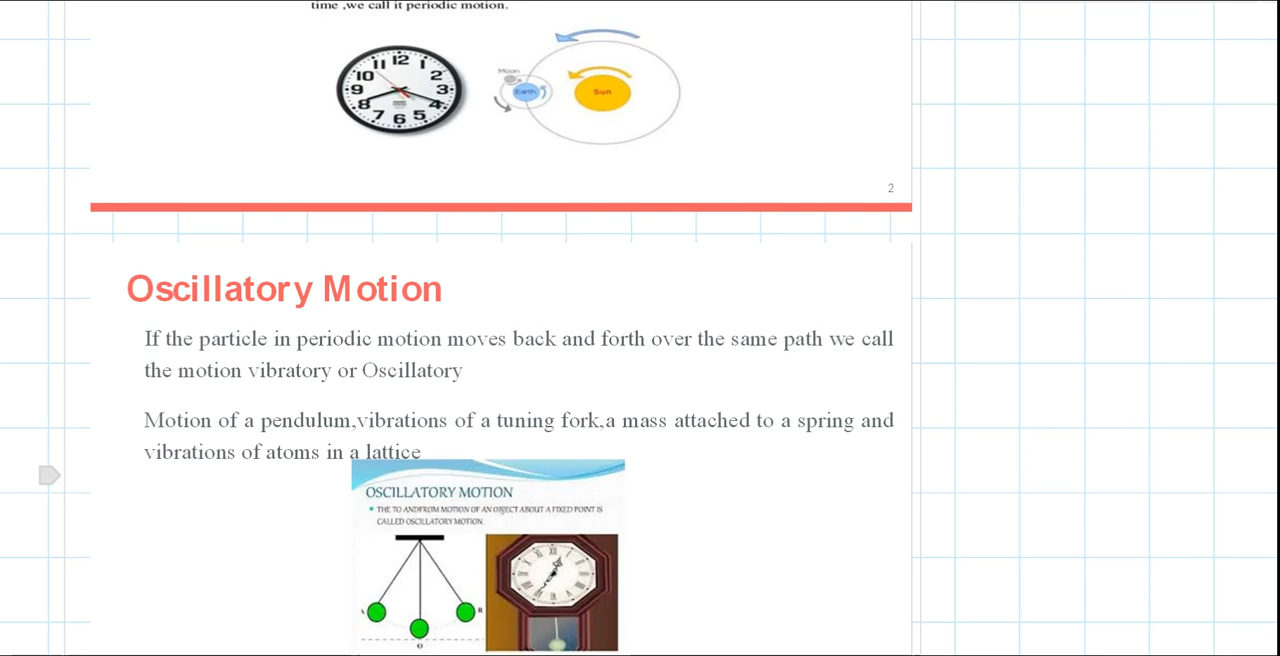 time ,we call it periodic motion.
12
11 1
10 2
9 3
8 4
7 6 5
Moon
Earth
Sun
2
Oscillatory Motion
If the particle in periodic motion moves back and forth over the same path we call
the motion vibratory or Oscillatory
Motion of a pendulum,vibrations of a tuning fork,a mass attached to a spring and
vibrations of atoms in a lattice
OSCILLATORY MOTION
THE TO ANDFROM MOTION OF AN OBJECT ABOUT A FIXED POINT IS
CALLED OSCILLATORY MOTION.
A B
O